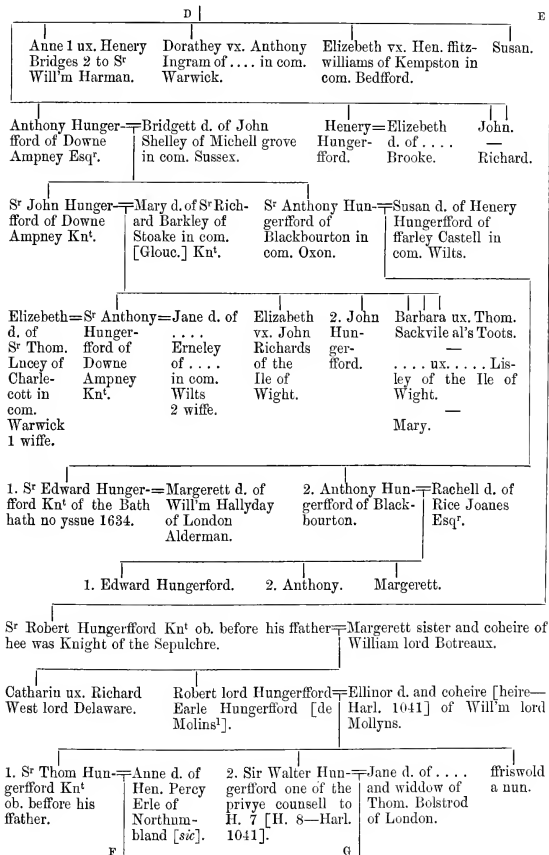 D
E
Anne 1 ux. Henery
Bridges 2 to Sʳ
Will'm Harman.
Dorathey vx. Anthony
Ingram of . . . . in com.
Warwick.
Elizebeth vx. Hen. ffitz-
williams of Kempston in
com. Bedfford.
Susan.
Anthony Hunger-
fford of Downe
Ampney Esqʳ.
Bridgett d. of John
Shelley of Michell grove
in com. Sussex.
Henery
Hunger-
fford.
Elizebeth
d. of . . . .
Brooke.
John.
—
Richard.
Sʳ John Hunger-
fford of Downe
Ampney Knᵗ.
Mary d. of Sʳ Rich-
ard Barkley of
Stoake in com.
[Glouc.] Knᵗ.
Sʳ Anthony Hun-
gerfford of
Blackbourton in
com. Oxon.
Susan d. of Henery
Hungerfford of
ffarley Castell in
com. Wilts.
Elizebeth
d. of
Sʳ Thom.
Lucey of
Charle-
cott in
com.
Warwick
1 wiffe.
Sʳ Anthony
Hunger-
fford of
Downe
Ampney
Knᵗ.
Jane d. of
. . . .
Erneley
of . . . .
in com.
Wilts
2 wiffe.
Elizabeth
vx. John
Richards
of the
Ile of
Wight.
2. John
Hun-
ger-
fford.
Barbara ux. Thom.
Sackvile al's Toots.
—
. . . . ux. . . . . Lis-
ley of the Ile of
Wight.
—
Mary.
1. Sʳ Edward Hunger-
fford Knᵗ of the Bath
hath no yssue 1634.
Margerett d. of
Will'm Hallyday
of London
Alderman.
2. Anthony Hun-
gerfford of Black-
bourton.
Rachell d. of
Rice Joanes
Esqʳ.
1. Edward Hungerford.
2. Anthony.
Margerett.
Sʳ Robert Hungerfford Knᵗ ob. before his ffather
hee was Knight of the Sepulchre.
Margerett sister and coheire of
William lord Botreaux.
Catharin ux. Richard
West lord Delaware.
Robert lord Hungerfford
Earle Hungerfford [de
Molins¹].
Ellinor d. and coheire [heire—
Harl. 1041] of Will'm lord
Mollyns.
1. Sʳ Thom Hun-
gerfford Knᵗ
ob. beffore his
ffather.
Anne d. of
Hen. Percy
Erle of
Northum-
bland [sic].
2. Sir Walter Hun-
gerfford one of the
privye counsell to
H. 7 [H. 8—Harl.
1041].
Jane d. of . . . .
and widdow of
Thom. Bolstrod
of London.
ffriswold
a nun.
F
G